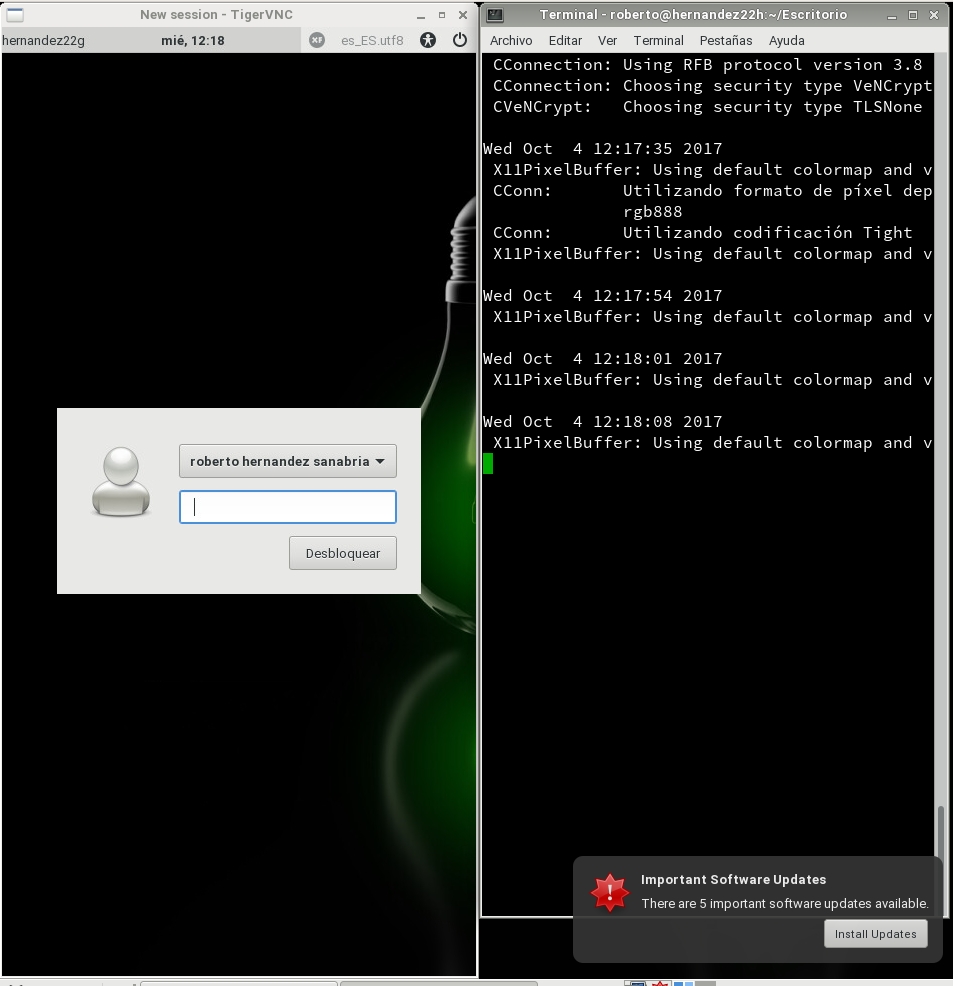 New session - TigerVNC
hernandez22g
mié, 12:18
XF
es_ES.utf8
roberto hernandez sanabria
Desbloquear
Terminal - roberto@hernandez22h:~/Escritorio
Archivo Editar Ver Terminal Pestañas Ayuda
CConnection: Using RFB protocol version 3.8
CConnection: Choosing security type VeNCrypt
CVeNCrypt: Choosing security type TLSNone
Wed Oct 4 12:17:35 2017
X11PixelBuffer: Using default colormap and v
CConn: Utilizando formato de píxel dep
rgb888
CConn: Utilizando codificación Tight
X11PixelBuffer: Using default colormap and v
Wed Oct 4 12:17:54 2017
X11PixelBuffer: Using default colormap and v
Wed Oct 4 12:18:01 2017
X11PixelBuffer: Using default colormap and v
Wed Oct 4 12:18:08 2017
X11PixelBuffer: Using default colormap and v
Important Software Updates
There are 5 important software updates available.
Install Updates